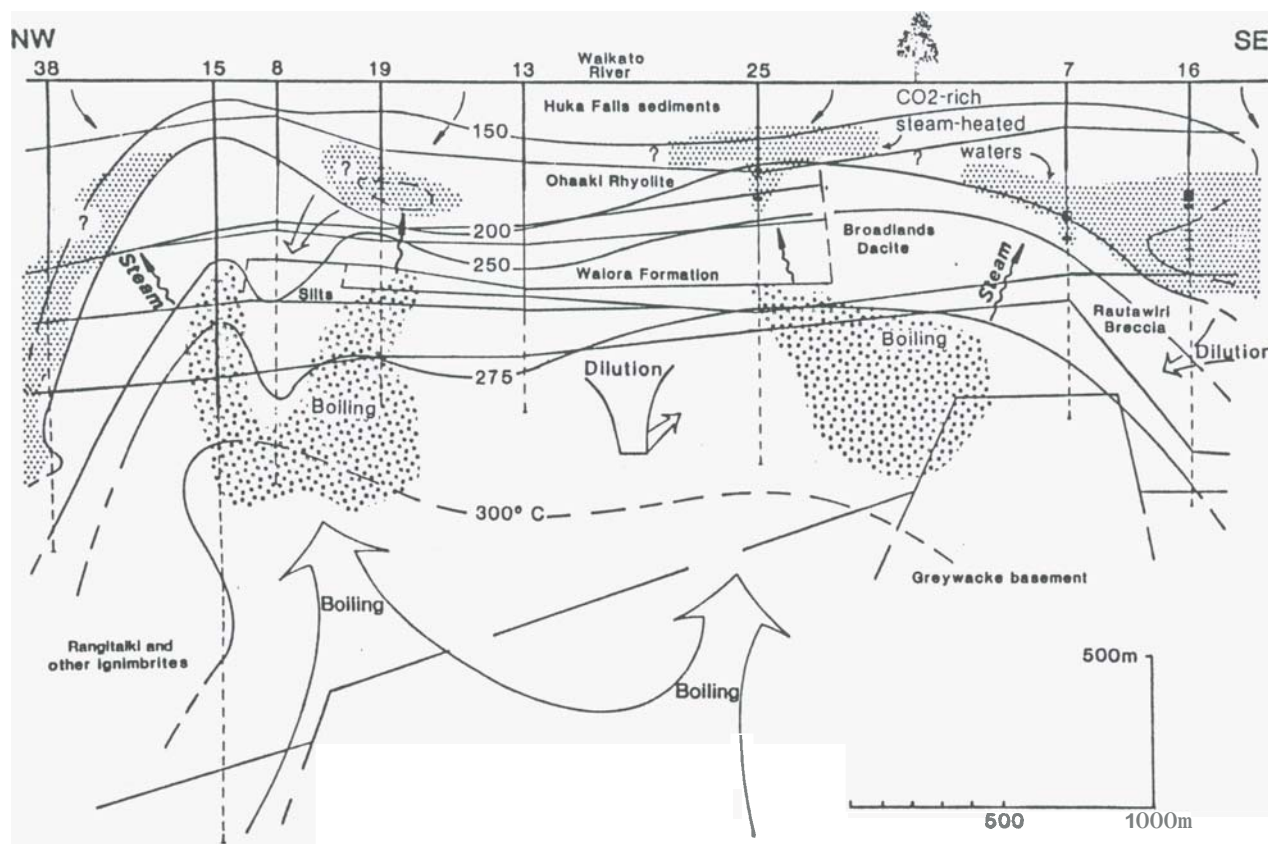 NW
SE
38
15
8
19
13
Waikato
River
25
7
16
Huka Falls sediments
CO2-rich
steam-heated
waters
150
?
?
?
?
Ohaaki Rhyolite
200
250
Steam
Silts
Waiora Formation
Broadlands
Dacite
Steam
Rautawiri
Breccia
Dilution
Boiling
275
Dilution
Boiling
300° C
Greywacke basement
Boiling
Rangitaiki and
other ignimbrites
Boiling
500m
500
1000m